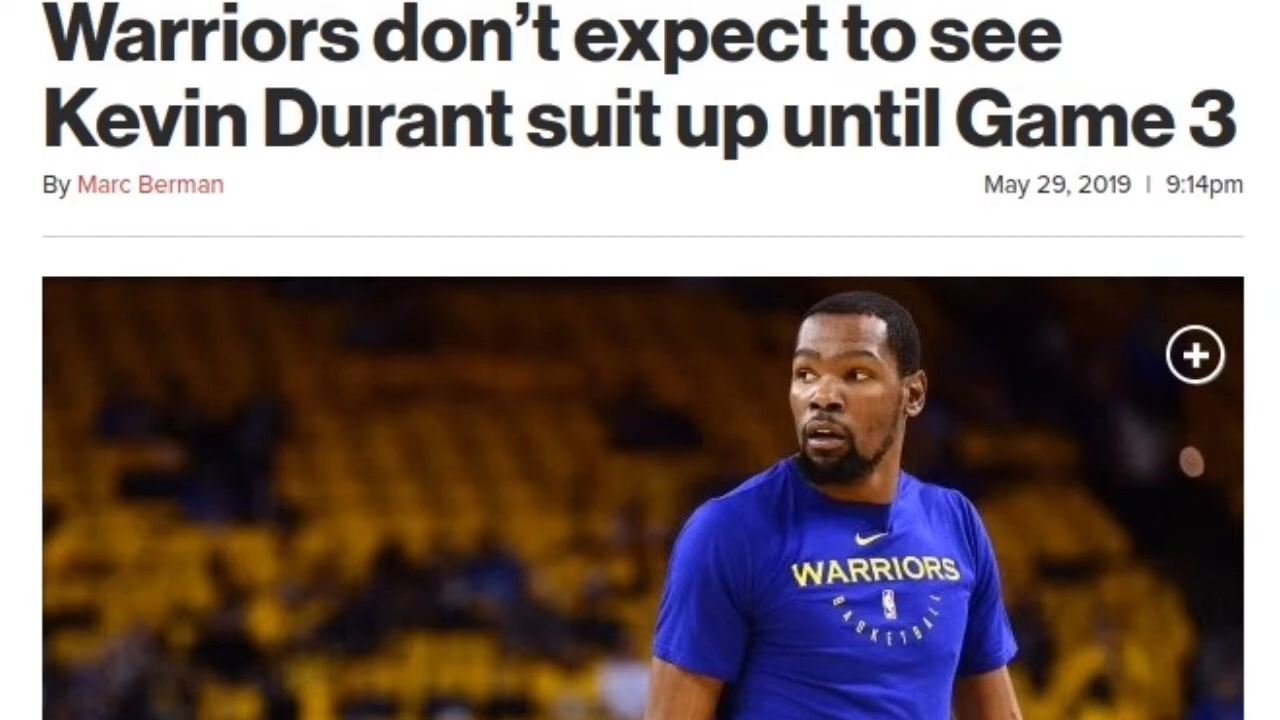 Warriors don’t expect to see
Kevin Durant suit up until Game 3
By Marc Berman May 29, 2019 | 9:14pm
WARRIORS
BASKETBALL